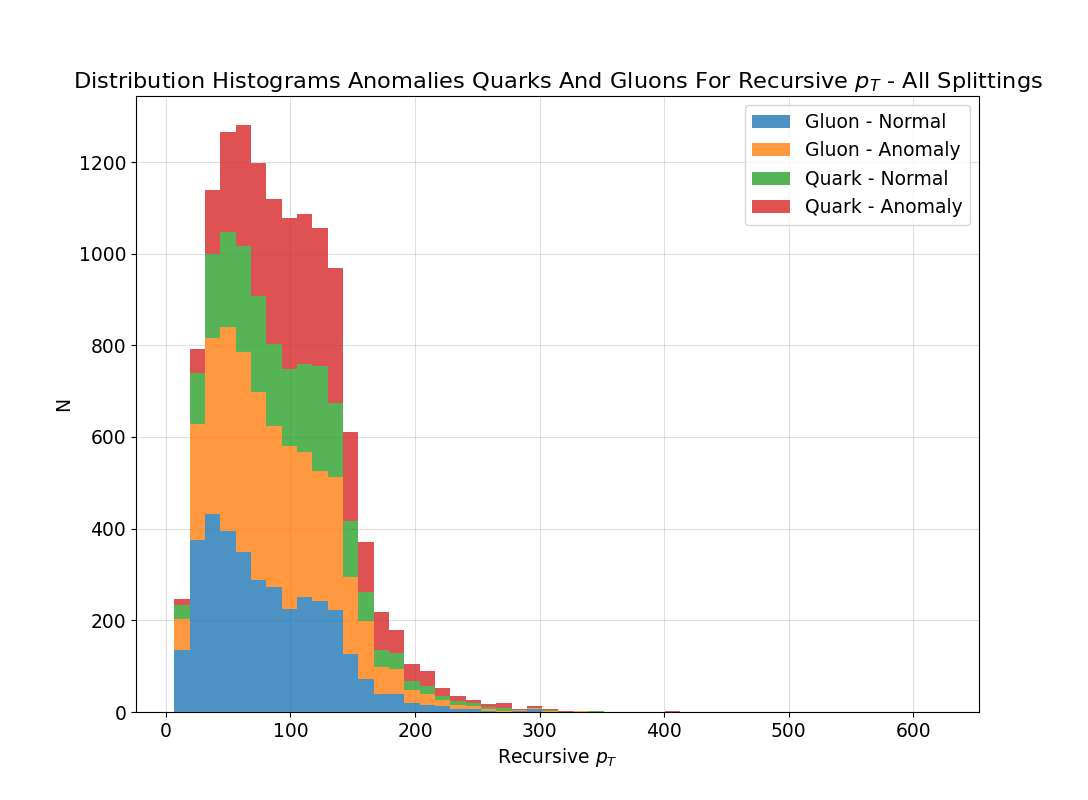 Distribution Histograms Anomalies Quarks And Gluons For Recursive p_T - All Splittings
Gluon - Normal
Gluon - Anomaly
Quark - Normal
Quark - Anomaly
1200
1000
800
600
400
200
0
N
0 100 200 300 400 500 600
Recursive p_T